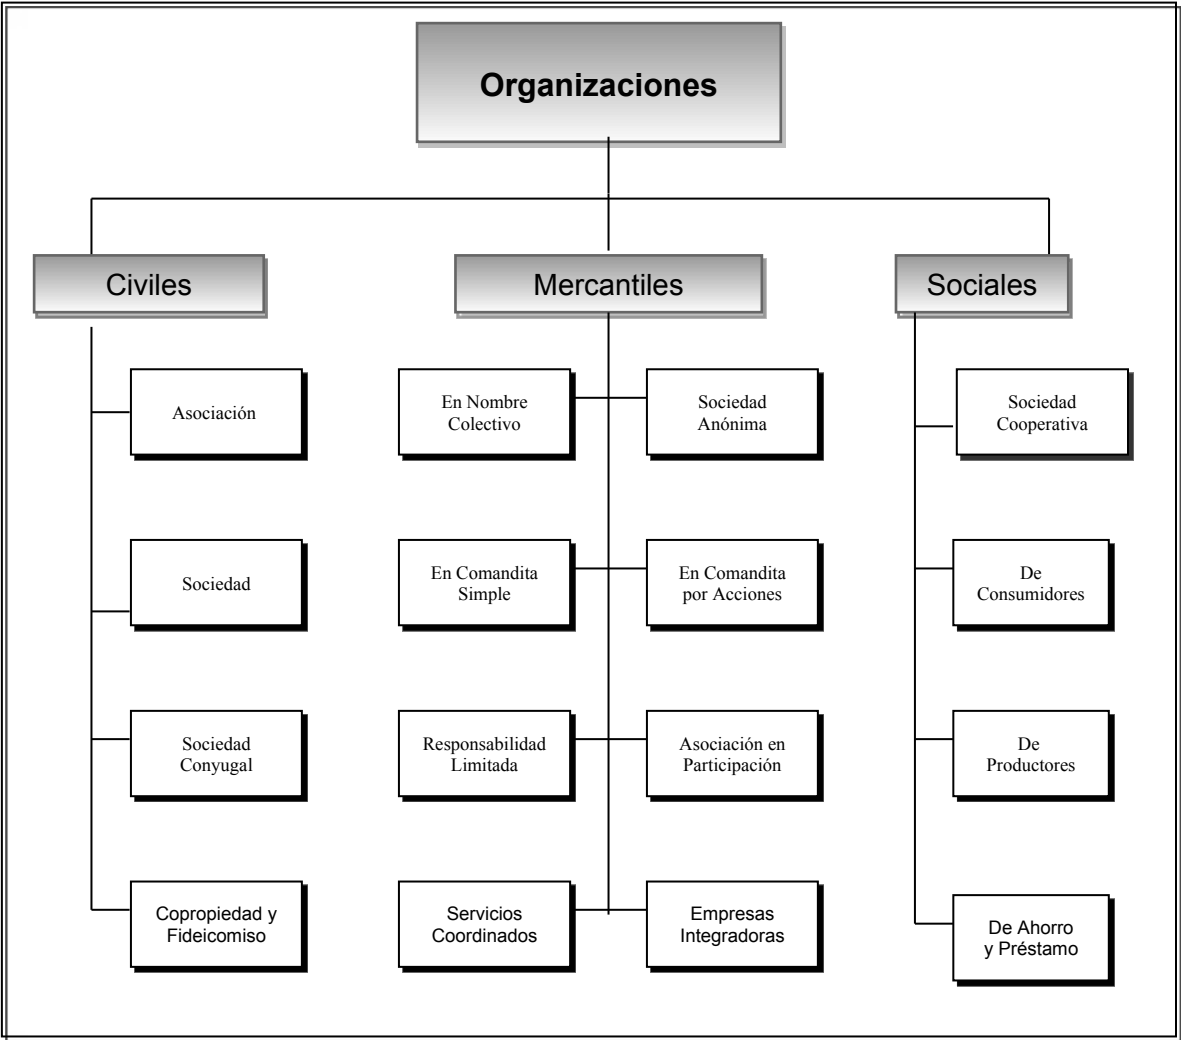 Organizaciones
Civiles
Mercantiles
Sociales
Asociación
En Nombre
Colectivo
Sociedad
Anónima
Sociedad
Cooperativa
Sociedad
En Comandita
Simple
En Comandita
por Acciones
De
Consumidores
Sociedad
Conyugal
Responsabilidad
Limitada
Asociación en
Participación
De
Productores
Copropiedad y
Fideicomiso
Servicios
Coordinados
Empresas
Integradoras
De Ahorro
y Préstamo